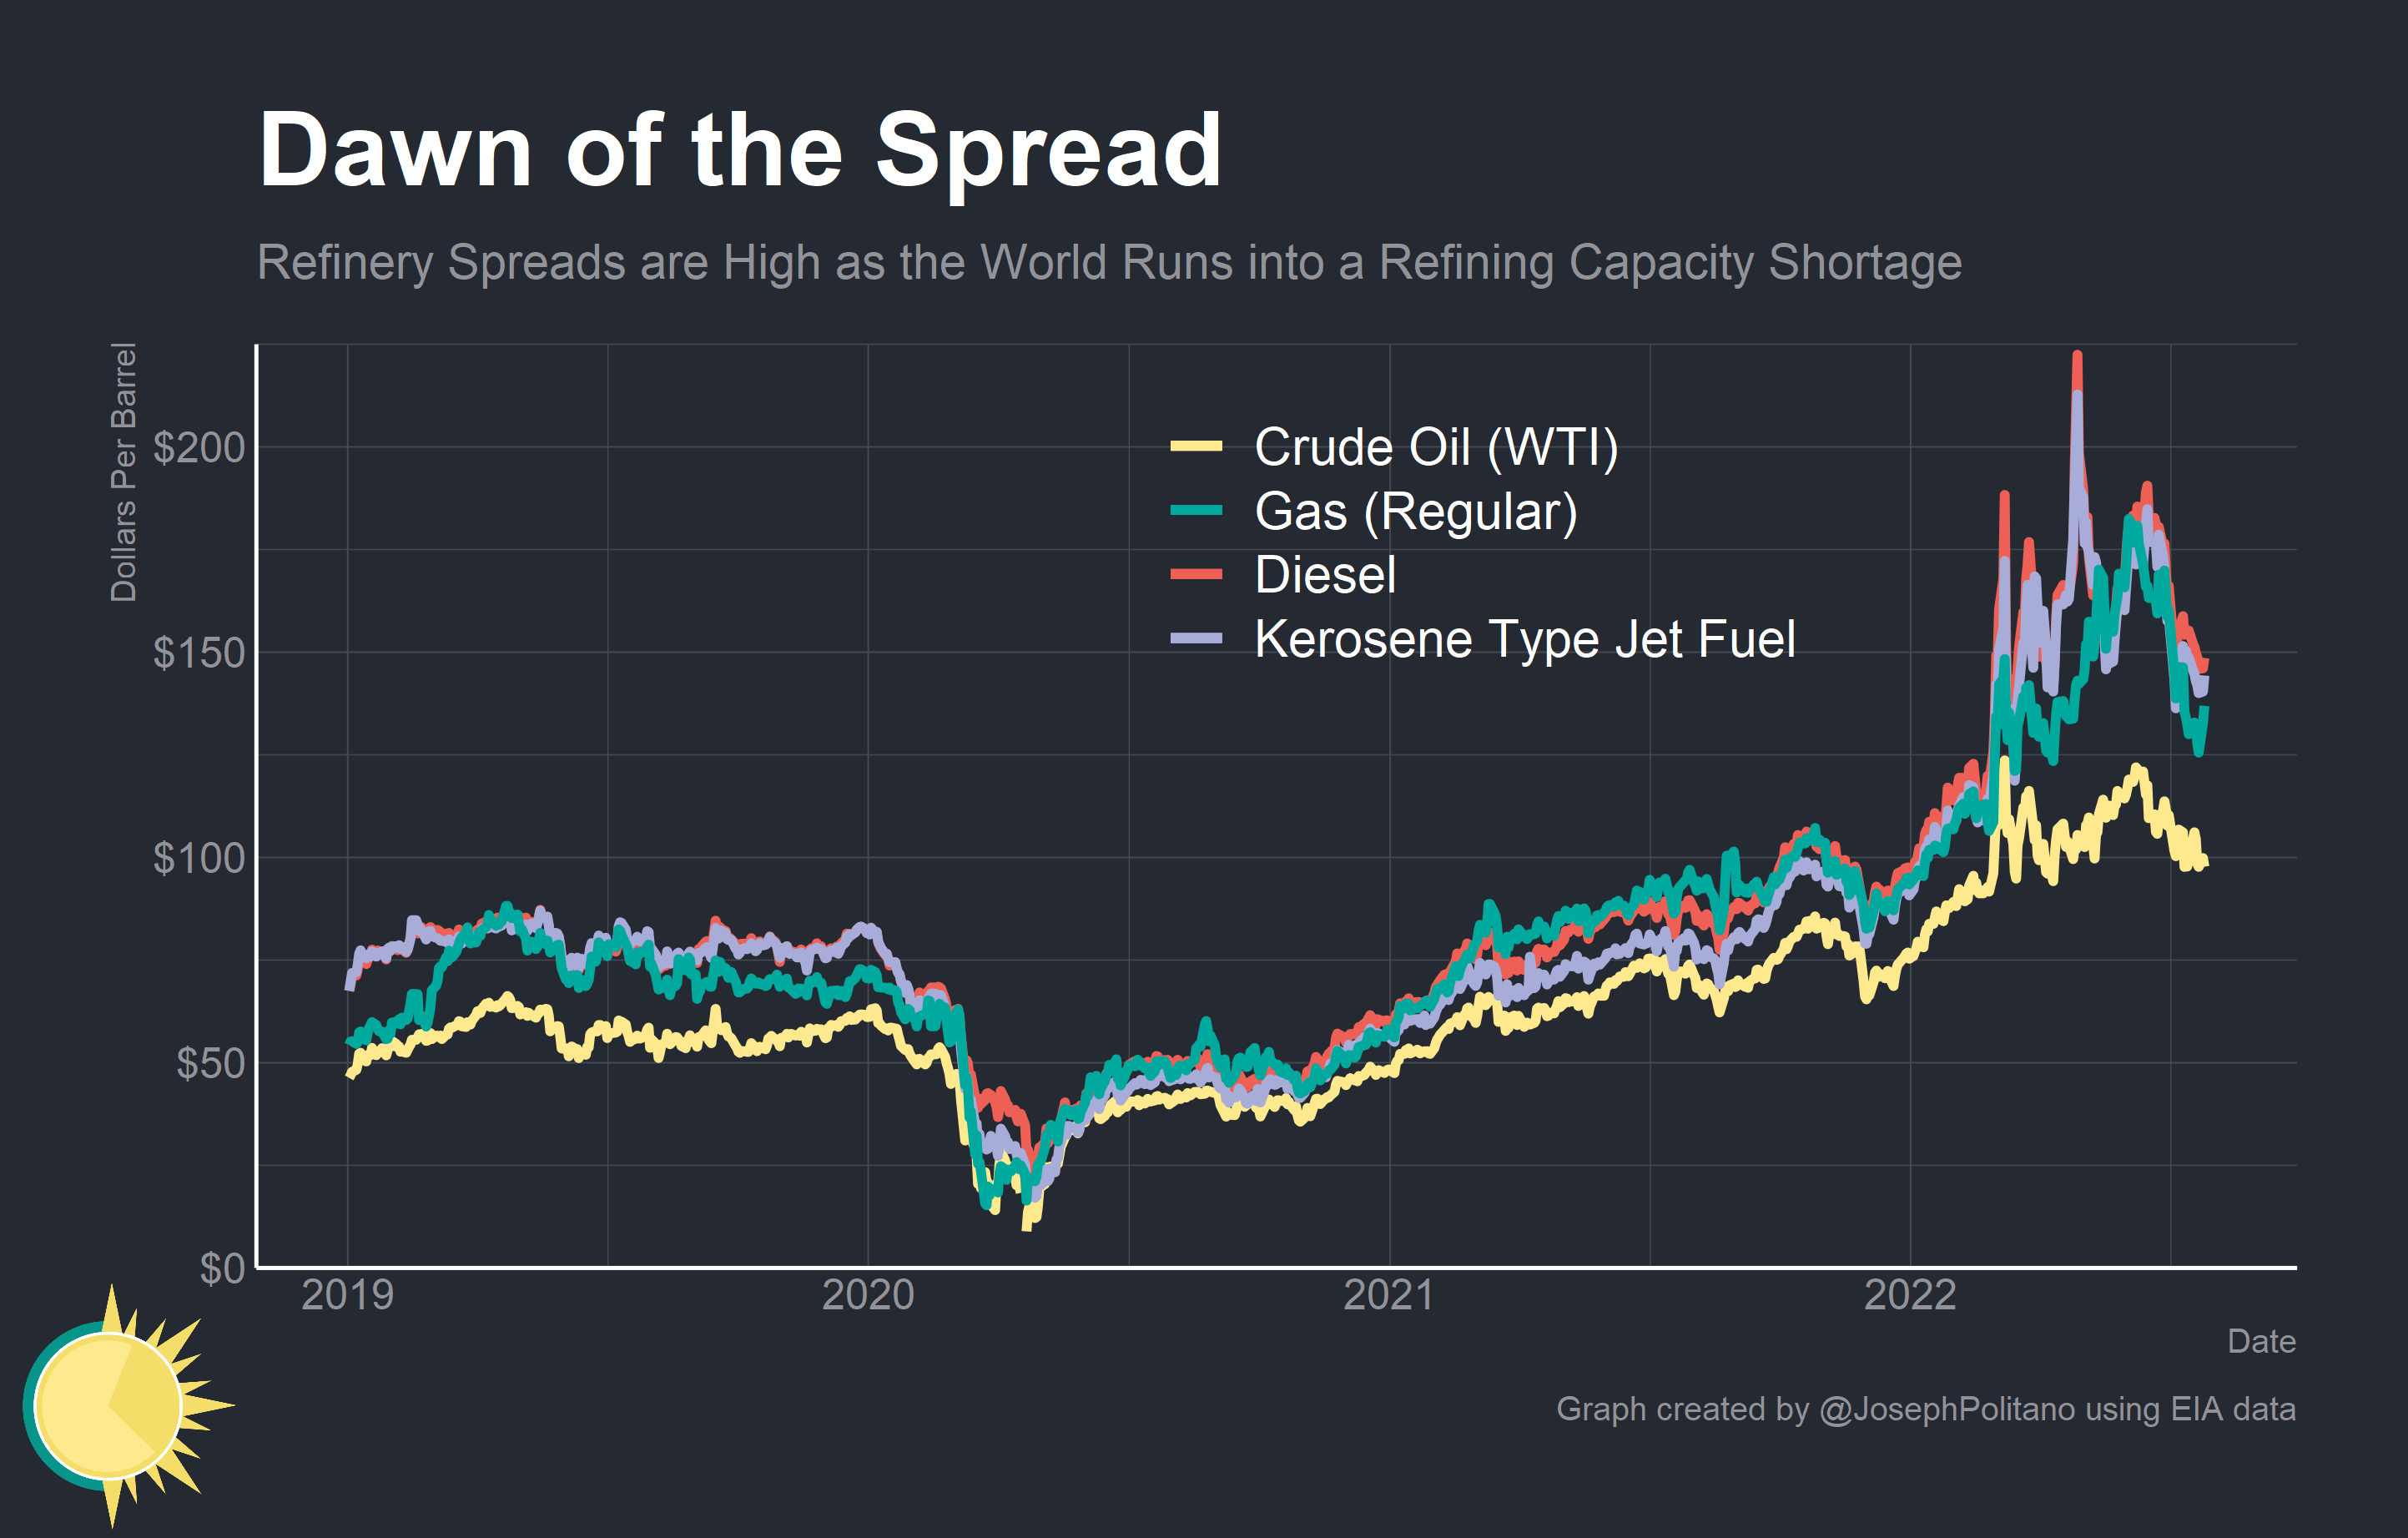 Dawn of the Spread
Refinery Spreads are High as the World Runs into a Refining Capacity Shortage
Dollars Per Barrel
$200
$150
$100
$50
$0
Crude Oil (WTI)
Gas (Regular)
Diesel
Kerosene Type Jet Fuel
2019 2020 2021 2022
Date
Graph created by @JosephPolitano using EIA data